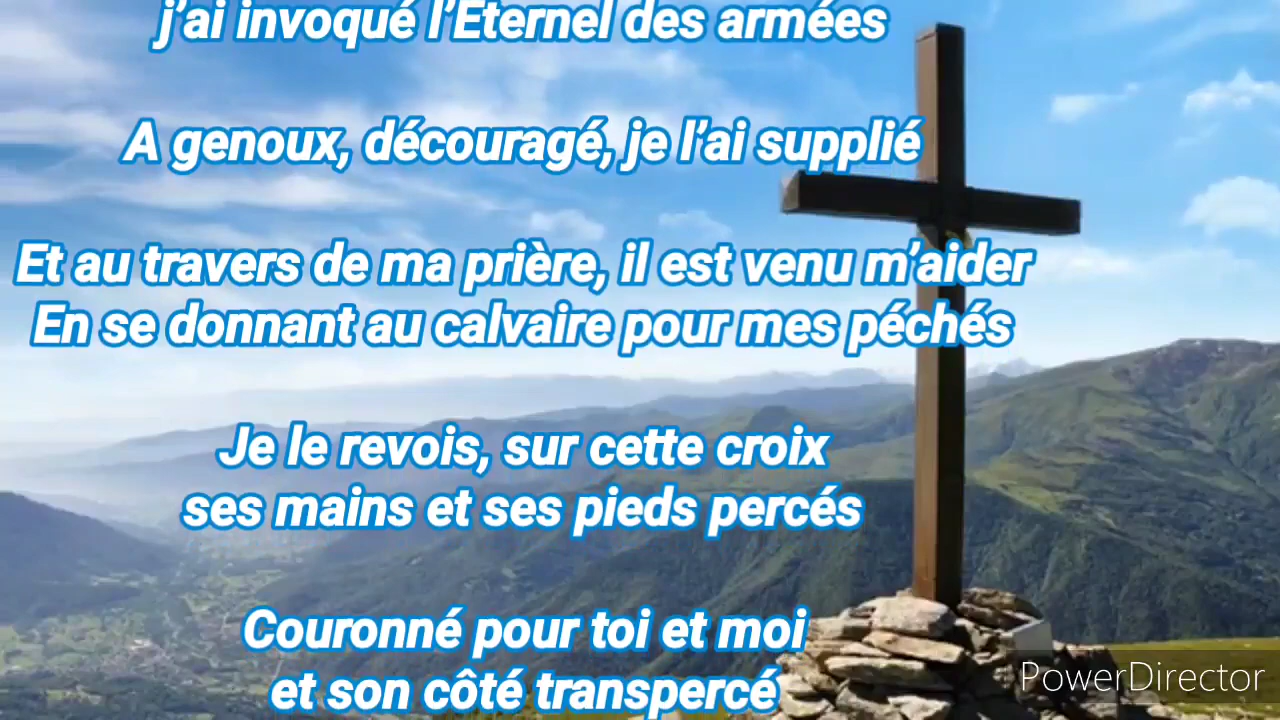 j’ai invoqué l’Eternel des armées
A genoux, découragé, je l’ai supplié
Et au travers de ma prière, il est venu m’aider
En se donnant au calvaire pour mes péchés
Je le revois, sur cette croix
ses mains et ses pieds percés
Couronné pour toi et moi
et son côté transpercé
PowerDirector